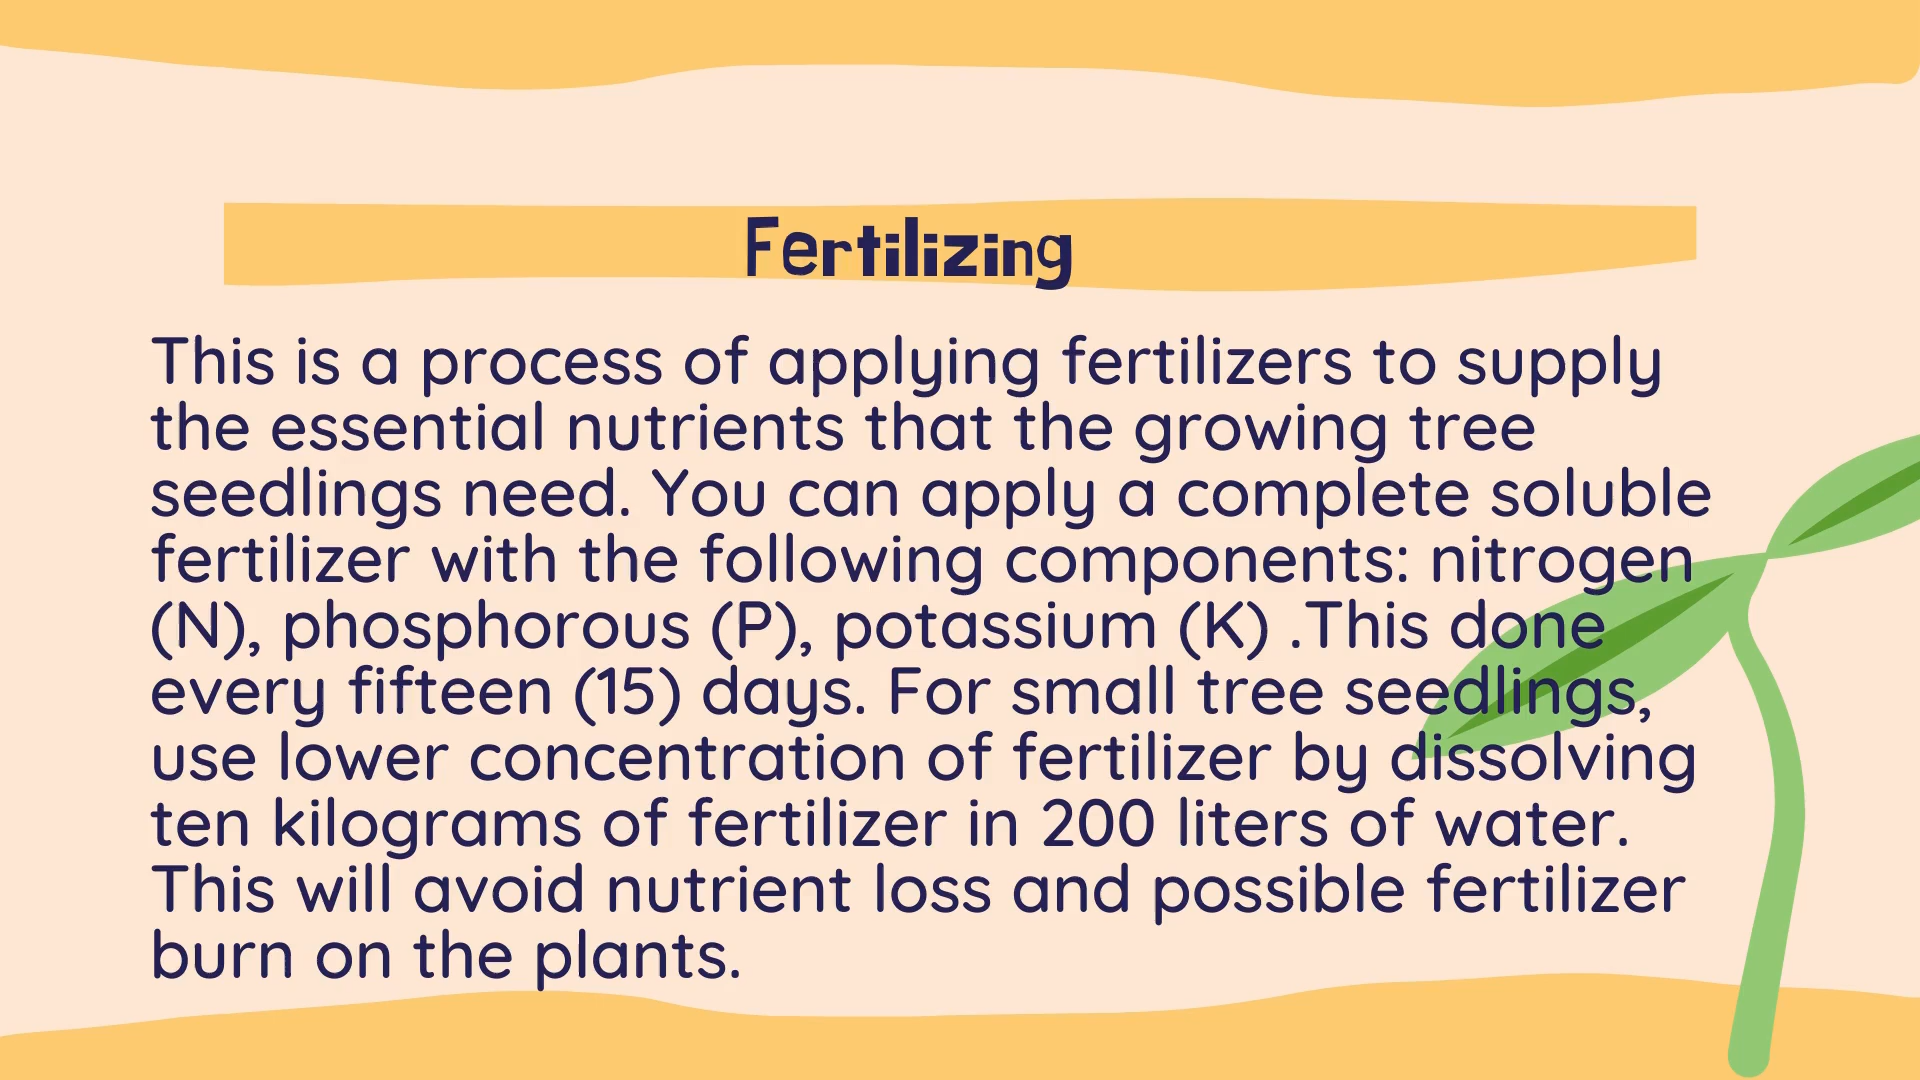 Fertilizing
This is a process of applying fertilizers to supply
the essential nutrients that the growing tree
seedlings need. You can apply a complete soluble
fertilizer with the following components: nitrogen
(N), phosphorous (P), potassium (K) .This done
every fifteen (15) days. For small tree seedlings,
use lower concentration of fertilizer by dissolving
ten kilograms of fertilizer in 200 liters of water.
This will avoid nutrient loss and possible fertilizer
burn on the plants.